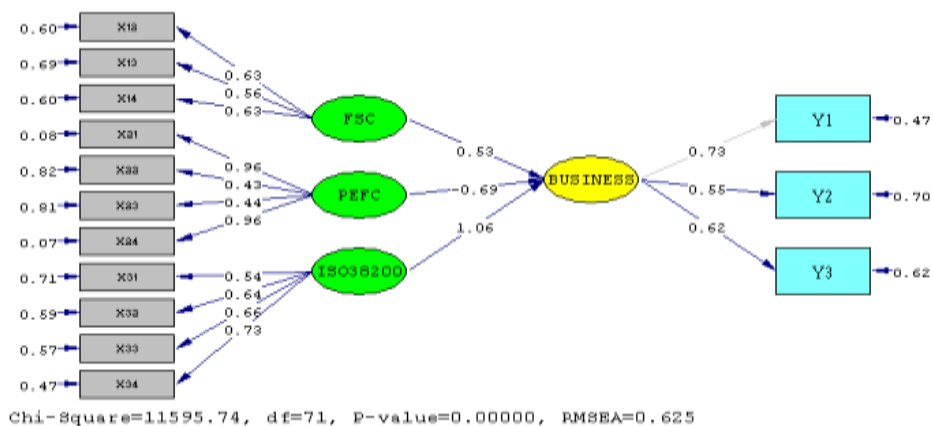 0.60 X12
0.69 X13
0.60 X14
0.08 X21
0.82 X22
0.81 X23
0.07 X24
0.71 X31
0.59 X32
0.57 X33
0.47 X34
0.63
0.56
0.63
0.96
0.43
0.44
0.96
0.54
0.64
0.66
0.73
FSC
PEFC
ISO38200
0.53
-0.69
1.06
BUSINESS
0.73
0.55
0.62
Y1 0.47
Y2 0.70
Y3 0.62
Chi-Square=11595.74, df=71, P-value=0.00000, RMSEA=0.625